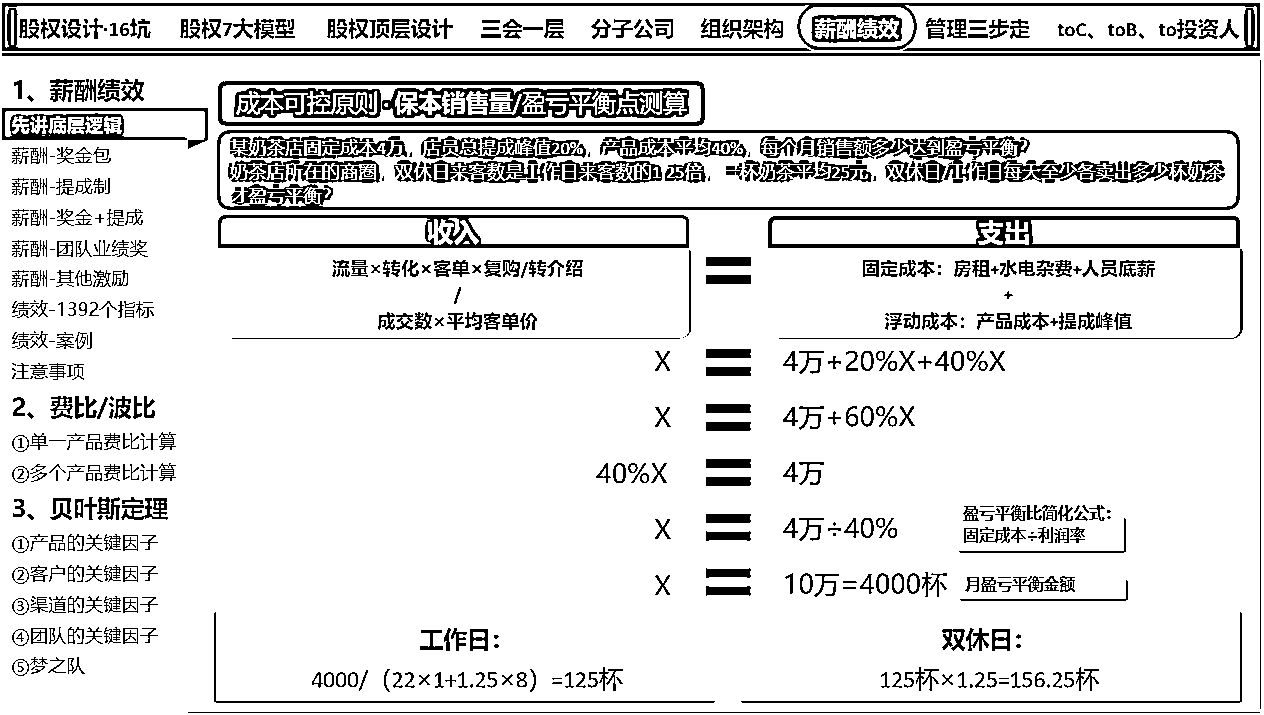 股权设计·16坑 股权7大模型 股权顶层设计 三会一层 分子公司 组织架构 薪酬绩效 管理三步走 toC、toB、to投资人
1、薪酬绩效
先讲底层逻辑
薪酬-奖金包
薪酬-提成制
薪酬-奖金+提成
薪酬-团队业绩奖
薪酬-其他激励
绩效-1392个指标
绩效-案例
注意事项
2、费比/波比
①单一产品费比计算
②多个产品费比计算
3、贝叶斯定理
①产品的关键因子
②客户的关键因子
③渠道的关键因子
④团队的关键因子
⑤梦之队
成本可控原则·保本销售量/盈亏平衡点测算
某奶茶店固定成本4万，店员总提成峰值20%，产品成本平均40%，每个月销售额多少达到盈亏平衡？
奶茶店所在的商圈，双休日来客数是工作日来客数的1.25倍，一杯奶茶平均25元，双休日/工作日每天至少各卖出多少杯奶茶
才盈亏平衡？
收入
流量×转化×客单×复购/转介绍
/
成交数×平均客单价
=
支出
固定成本：房租+水电杂费+人员底薪
+
浮动成本：产品成本+提成峰值
X = 4万+20%X+40%X
X = 4万+60%X
40%X = 4万
X = 4万÷40%
盈亏平衡比简化公式：
固定成本÷利润率
X = 10万=4000杯 月盈亏平衡金额
工作日：
4000/（22×1+1.25×8）=125杯
双休日：
125杯×1.25=156.25杯